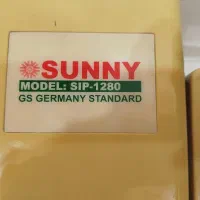 SUNNY
MODEL: SIP-1280
GS GERMANY STANDARD